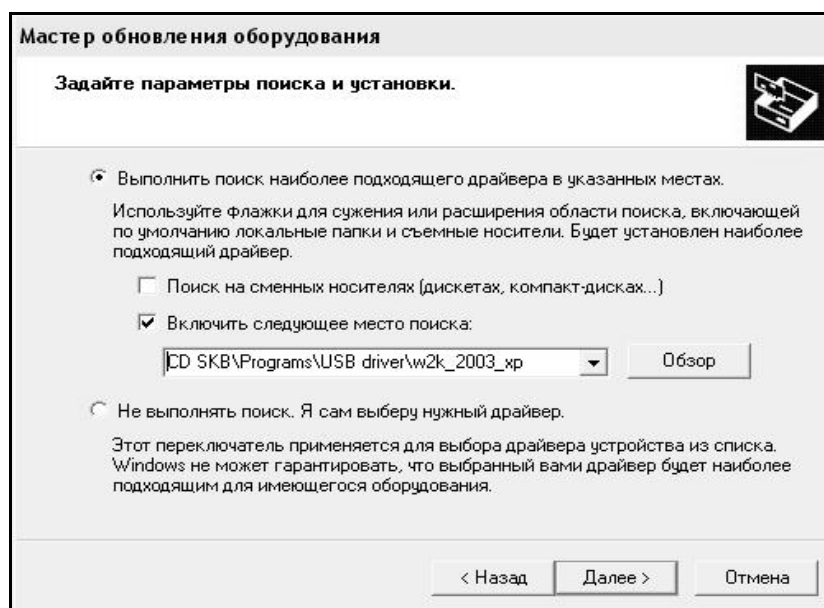 Мастер обновления оборудования
Задайте параметры поиска и установки.
Выполнить поиск наиболее подходящего драйвера в указанных местах.
Используйте флажки для сужения или расширения области поиска, включающей
по умолчанию локальные папки и съемные носители. Будет установлен наиболее
подходящий драйвер.
Поиск на сменных носителях (дискетах, компакт-дисках...)
Включить следующее место поиска:
CD SKB\Programs\USB driver\w2k_2003_xp
Обзор
Не выполнять поиск. Я сам выберу нужный драйвер.
Этот переключатель применяется для выбора драйвера устройства из списка.
Windows не может гарантировать, что выбранный вами драйвер будет наиболее
подходящим для имеющегося оборудования.
< Назад
Далее >
Отмена